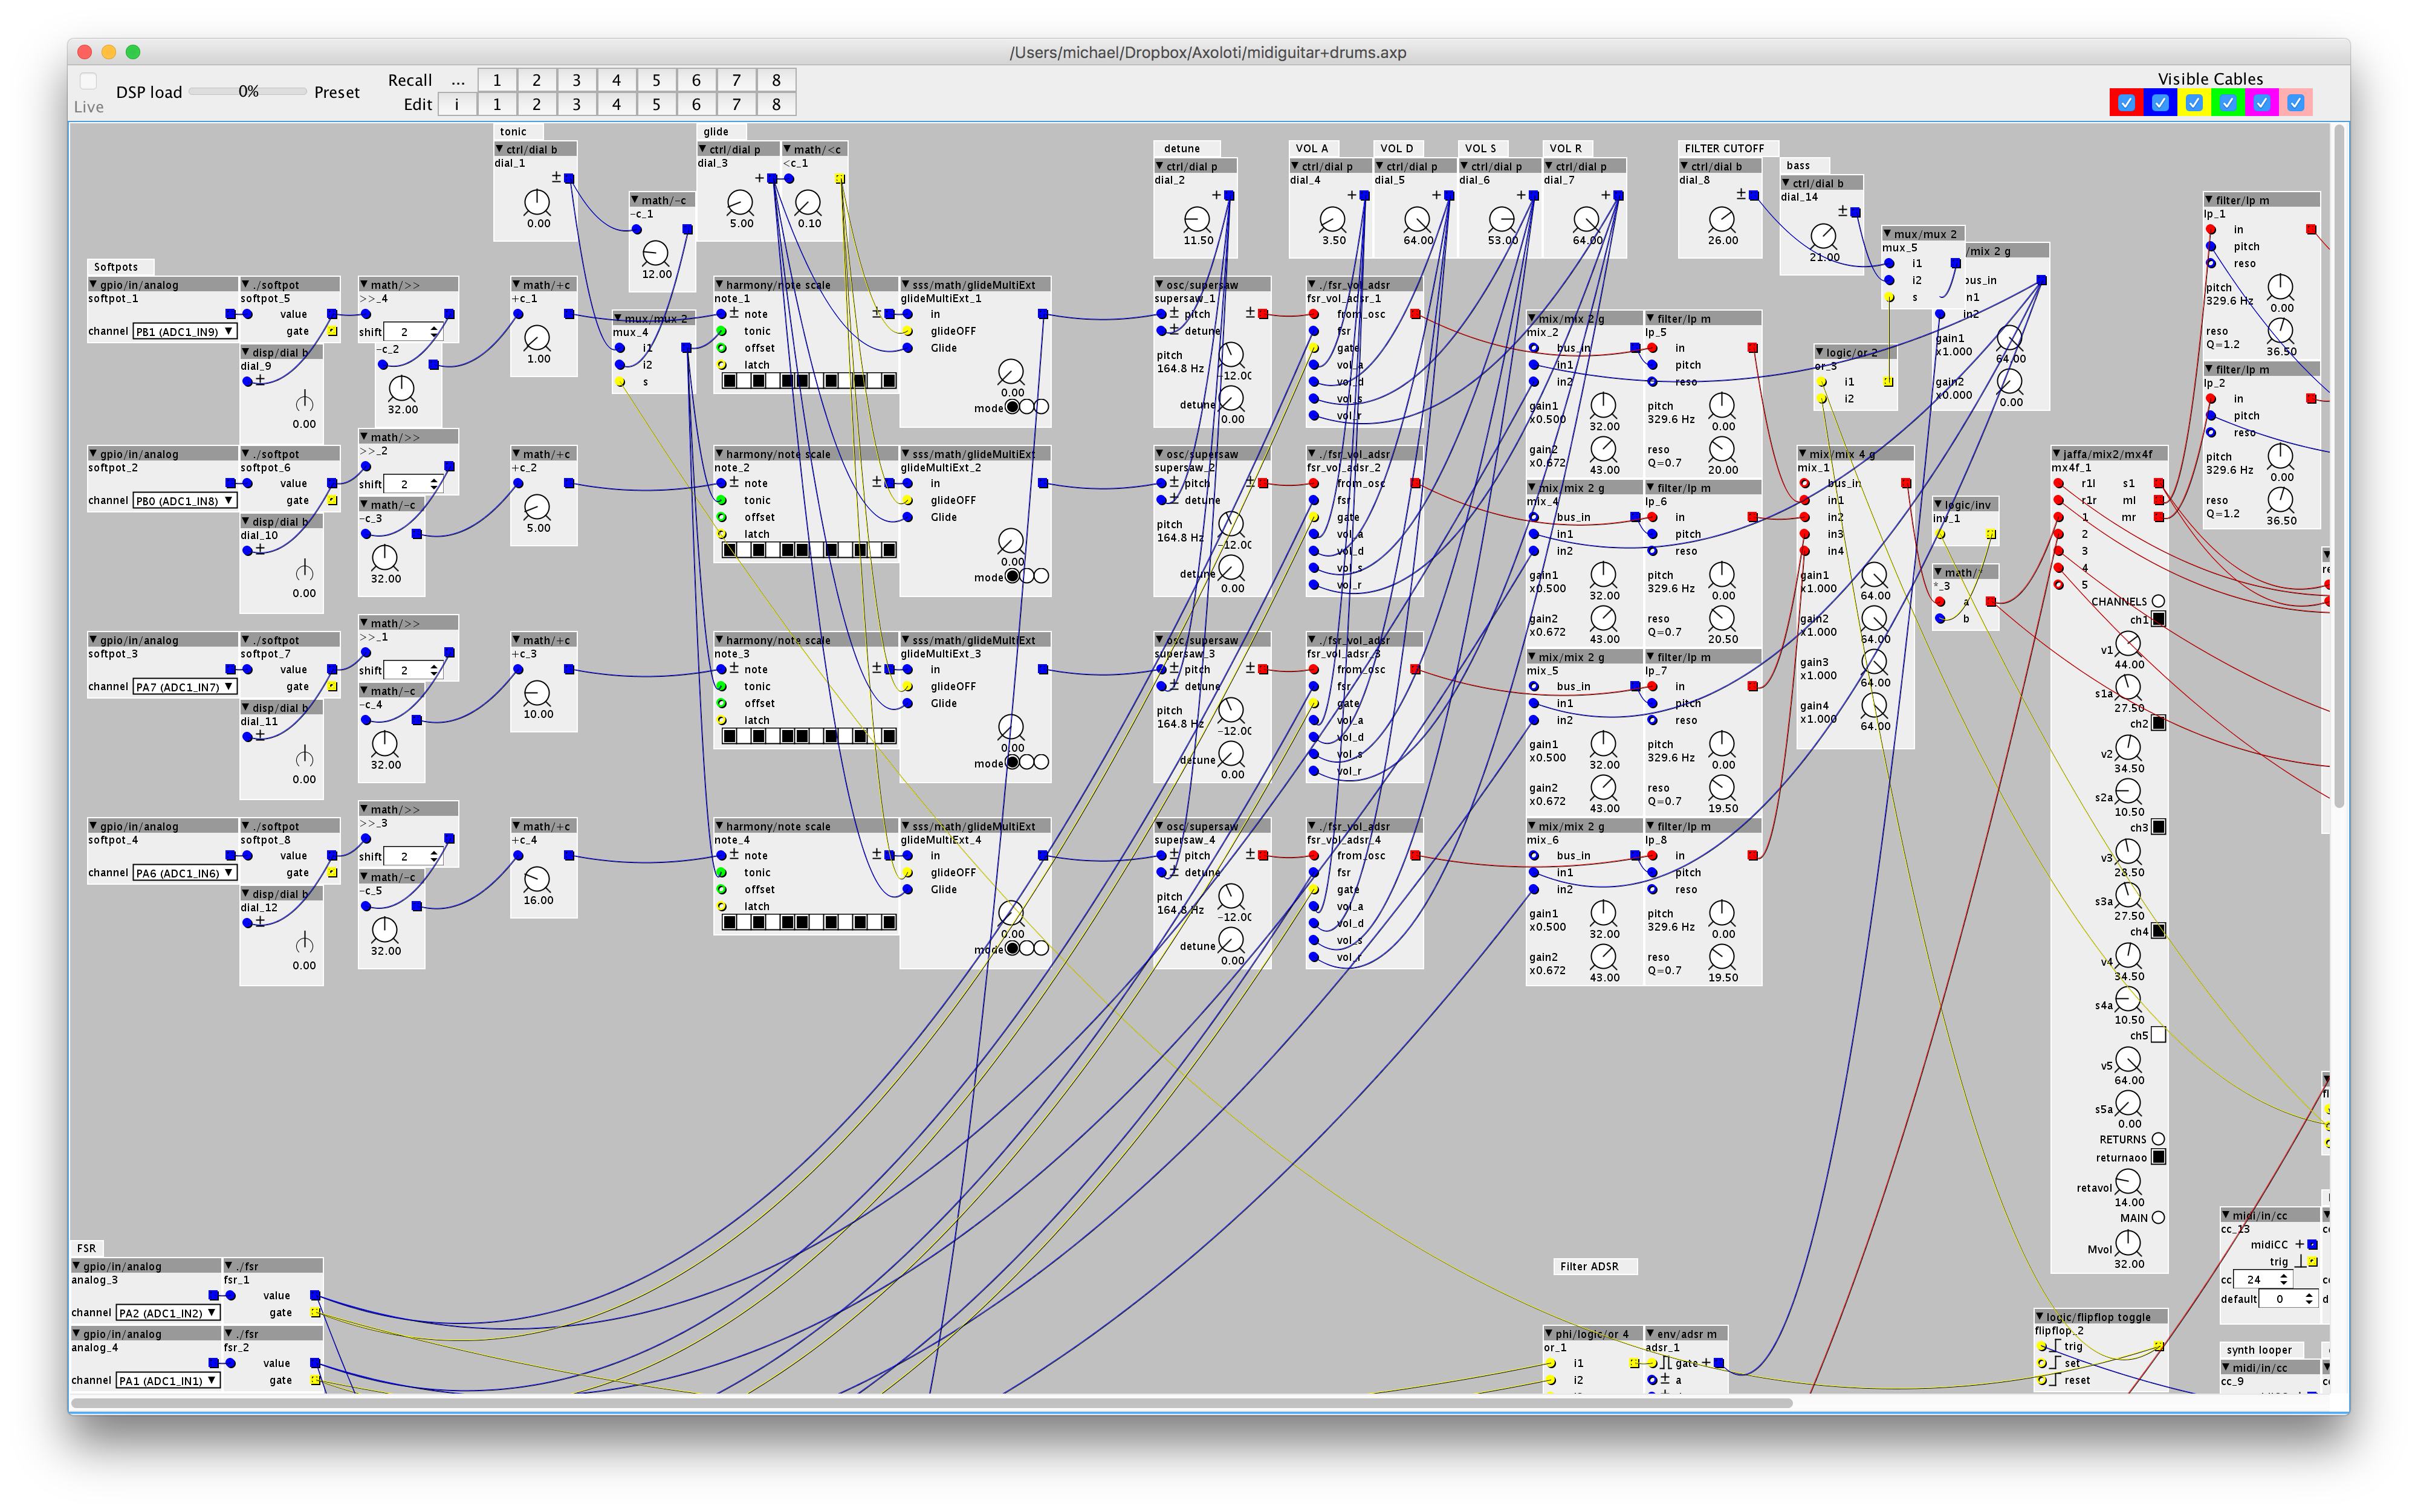 /Users/michael/Dropbox/Axoloti/midiguitar+drums.axp
Live
DSP load 0% Preset
Recall ... 1 2 3 4 5 6 7 8
Edit i 1 2 3 4 5 6 7 8
Visible Cables
tonic
ctrl/dial b
dial_1
0.00
math/-c
-c_1
12.00
glide
ctrl/dial p
dial_3
5.00
math/<c
<c_1
0.10
detune
ctrl/dial p
dial_2
11.50
VOL A
ctrl/dial p
dial_4
3.50
VOL D
ctrl/dial p
dial_5
64.00
VOL S
ctrl/dial p
dial_6
53.00
VOL R
ctrl/dial p
dial_7
64.00
FILTER CUTOFF
ctrl/dial b
dial_8
26.00
bass
ctrl/dial b
dial_14
21.00
mux/mux 2
mux_5
i1
i2
s
/mix 2 g
bus_in
in1
in2
gain1
x1.000
64.00
gain2
x0.000
0.00
logic/or 2
or_3
i1
i2
filter/lp m
lp_1
in
pitch
reso
pitch
329.6 Hz
0.00
reso
Q=1.2
36.50
filter/lp m
lp_2
in
pitch
reso
pitch
329.6 Hz
0.00
reso
Q=1.2
36.50
Softpots
gpio/in/analog
softpot_1
channel PB1 (ADC1_IN9)
./softpot
softpot_5
value
gate
disp/dial b
dial_9
0.00
math/>>
>>_4
shift 2
-c_2
32.00
math/+c
+c_1
1.00
mux/mux 2
mux_4
i1
i2
s
harmony/note scale
note_1
note
tonic
offset
latch
sss/math/glideMultiExt
glideMultiExt_1
in
glideOFF
Glide
0.00
mode
osc/supersaw
supersaw_1
pitch
detune
pitch
164.8 Hz
-12.00
detune
0.00
./fsr_vol_adsr
fsr_vol_adsr_1
from_osc
fsr
gate
vol_a
vol_d
vol_s
vol_r
mix/mix 2 g
mix_2
bus_in
in1
in2
gain1
x0.500
32.00
gain2
x0.672
43.00
filter/lp m
lp_5
in
pitch
reso
pitch
329.6 Hz
0.00
reso
Q=0.7
20.00
gpio/in/analog
softpot_2
channel PB0 (ADC1_IN8)
./softpot
softpot_6
value
gate
disp/dial b
dial_10
0.00
math/>>
>>_2
shift 2
math/-c
-c_3
32.00
math/+c
+c_2
5.00
harmony/note scale
note_2
note
tonic
offset
latch
sss/math/glideMultiExt
glideMultiExt_2
in
glideOFF
Glide
0.00
mode
osc/supersaw
supersaw_2
pitch
detune
pitch
164.8 Hz
-12.00
detune
0.00
./fsr_vol_adsr
fsr_vol_adsr_2
from_osc
fsr
gate
vol_a
vol_d
vol_s
vol_r
mix/mix 2 g
mix_4
bus_in
in1
in2
gain1
x0.500
32.00
gain2
x0.672
43.00
filter/lp m
lp_6
in
pitch
reso
pitch
329.6 Hz
0.00
reso
Q=0.7
20.50
mix/mix 4 g
mix_1
bus_in
in1
in2
in3
in4
gain1
x1.000
64.00
gain2
x1.000
64.00
gain3
x1.000
64.00
gain4
x1.000
64.00
logic/inv
inv_1
math/*
*_3
a
b
jaffa/mix2/mx4f
mx4f_1
r1l s1
r1r ml
1 mr
2
3
4
5
CHANNELS
ch1
v1
44.00
s1a
27.50
ch2
v2
34.50
s2a
10.50
ch3
v3
28.50
s3a
27.50
ch4
v4
34.50
s4a
10.50
ch5
v5
64.00
s5a
0.00
RETURNS
returnaoo
retavol
14.00
MAIN
Mvol
32.00
gpio/in/analog
softpot_3
channel PA7 (ADC1_IN7)
./softpot
softpot_7
value
gate
disp/dial b
dial_11
0.00
math/>>
>>_1
shift 2
math/-c
-c_4
32.00
math/+c
+c_3
10.00
harmony/note scale
note_3
note
tonic
offset
latch
sss/math/glideMultiExt
glideMultiExt_3
in
glideOFF
Glide
0.00
mode
osc/supersaw
supersaw_3
pitch
detune
pitch
164.8 Hz
-12.00
detune
0.00
./fsr_vol_adsr
fsr_vol_adsr_3
from_osc
fsr
gate
vol_a
vol_d
vol_s
vol_r
mix/mix 2 g
mix_5
bus_in
in1
in2
gain1
x0.500
32.00
gain2
x0.672
43.00
filter/lp m
lp_7
in
pitch
reso
pitch
329.6 Hz
0.00
reso
Q=0.7
19.50
gpio/in/analog
softpot_4
channel PA6 (ADC1_IN6)
./softpot
softpot_8
value
gate
disp/dial b
dial_12
0.00
math/>>
>>_3
shift 2
math/-c
-c_5
32.00
math/+c
+c_4
16.00
harmony/note scale
note_4
note
tonic
offset
latch
sss/math/glideMultiExt
glideMultiExt_4
in
glideOFF
Glide
0.00
mode
osc/supersaw
supersaw_4
pitch
detune
pitch
164.8 Hz
-12.00
detune
0.00
./fsr_vol_adsr
fsr_vol_adsr_4
from_osc
fsr
gate
vol_a
vol_d
vol_s
vol_r
mix/mix 2 g
mix_6
bus_in
in1
in2
gain1
x0.500
32.00
gain2
x0.672
43.00
filter/lp m
lp_8
in
pitch
reso
pitch
329.6 Hz
0.00
reso
Q=0.7
19.50
FSR
gpio/in/analog
analog_3
channel PA2 (ADC1_IN2)
./fsr
fsr_1
value
gate
gpio/in/analog
analog_4
channel PA1 (ADC1_IN1)
./fsr
fsr_2
value
gate
Filter ADSR
phi/logic/or 4
or_1
i1
i2
env/adsr m
adsr_1
gate
a
logic/flipflop toggle
flipflop_2
trig
set
reset
midi/in/cc
cc_13
midiCC
trig
cc 24
default 0
synth looper
midi/in/cc
cc_9